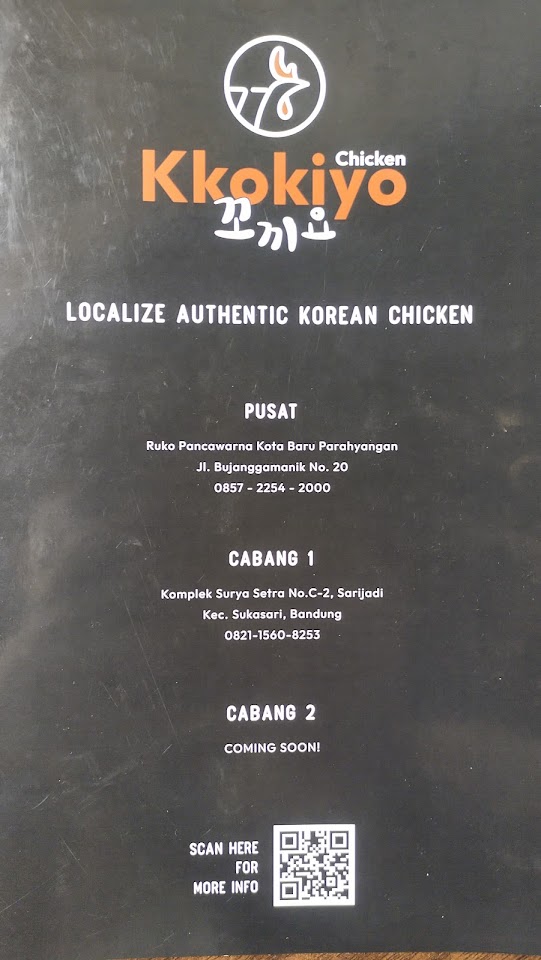 Chicken
Kkokiyo
꼬끼요
LOCALIZE AUTHENTIC KOREAN CHICKEN
PUSAT
Ruko Pancawarna Kota Baru Parahyangan
Jl. Bujanggamanik No. 20
0857 - 2254 - 2000
CABANG 1
Komplek Surya Setra No.C-2, Sarijadi
Kec. Sukasari, Bandung
0821-1560-8253
CABANG 2
COMING SOON!
SCAN HERE
FOR
MORE INFO